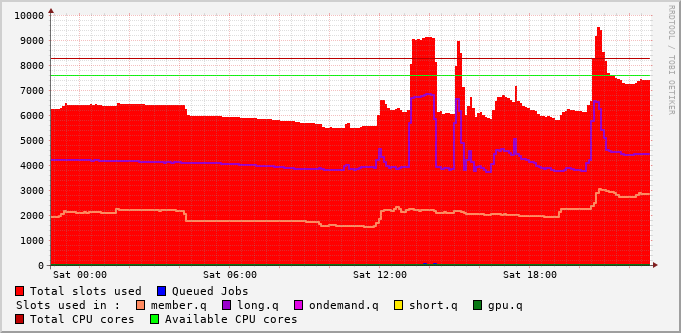 10000
9000
8000
7000
6000
5000
4000
3000
2000
1000
0
Sat 00:00 Sat 06:00 Sat 12:00 Sat 18:00
RRDTOOL / TOBI OETIKER
Total slots used Queued Jobs
Slots used in : member.q long.q ondemand.q short.q gpu.q
Total CPU cores Available CPU cores